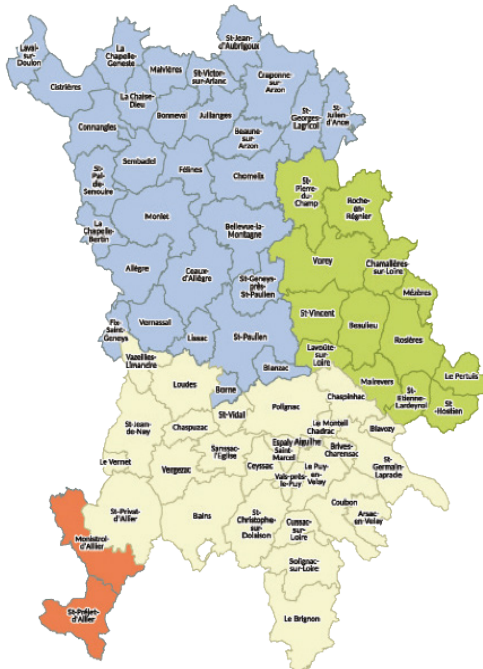 Laval-
sur-
Doulon
La
Chapelle-
Geneste
St-Jean-
d'Aubrigoux
Cistrières
Malvières
St-Victor-
sur-Arlanc
Craponne-
sur-
Arzon
La Chaise-
Dieu
Connangles
Bonneval
Jullianges
St-
Georges-
Lagricol
St-
Julien-
d'Ance
Beaune-
sur-
Arzon
Sembadel
Félines
Chomelix
St-
Pal-
de-
Senouire
St-
Pierre-
du-
Champ
Roche-
en-
Régnier
La
Chapelle-
Bertin
Monlet
Bellevue-la-
Montagne
Allègre
Ceaux-
d'Allègre
St-Geneys-
près-
St-Paulien
Vorey
Chamalières-
sur-Loire
Mézères
Fix-
Saint-
Geneys
Vernassal
Lissac
St-Paulien
St-Vincent
Beaulieu
Rosières
Vazeilles-
Limandre
Blanzac
Lavoûte-
sur-
Loire
Le Pertuis
Loudes
Borne
Malrevers
St-
Etienne-
Lardeyrol
St-
Hostien
Polignac
Chaspinhac
St-Vidal
St-Jean-
de-Nay
Chaspuzac
Le Monteil
Chadrac
Blavozy
Sanssac-
l'Eglise
Espaly
Saint-
Marcel
Aiguilhe
Brives-
Charensac
Le Vernet
Vergezac
Ceyssac
Le Puy-
en-
Velay
Vals-près-
le-Puy
St-
Germain-
Laprade
Coubon
St-Privat-
d'Allier
Bains
St-
Christophe-
sur-
Dolaison
Cussac-
sur-
Loire
Arsac-
en-Velay
Monistrol-
d'Allier
Solignac-
sur-Loire
St-Préjet-
d'Allier
Le Brignon